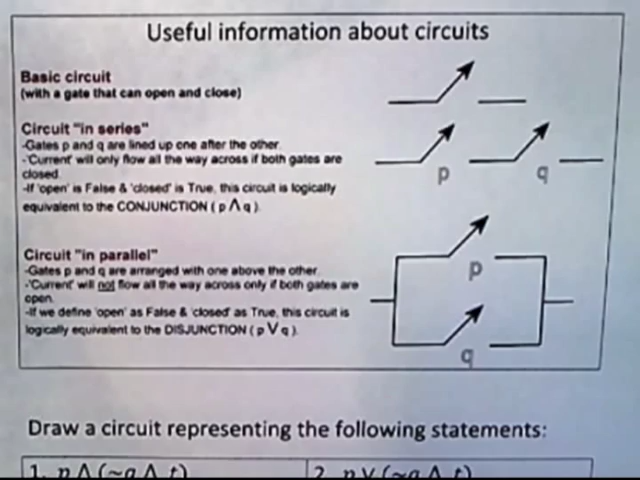 Useful information about circuits
Basic circuit
(with a gate that can open and close)
Circuit "in series"
-Gates p and q are lined up one after the other.
-'Current' will only flow all the way across if both gates are
closed.
-If 'open' is False & 'closed' is True, this circuit is logically
equivalent to the CONJUNCTION ( p ∧ q ).
p q
Circuit "in parallel"
-Gates p and q are arranged with one above the other.
-'Current' will not flow all the way across only if both gates are
open.
-If we define 'open' as False & 'closed' as True, this circuit is
logically equivalent to the DISJUNCTION ( p ∨ q ).
p
q
Draw a circuit representing the following statements:
1. p ∧ (~q ∧ t)
2. p ∨ (~q ∧ t)